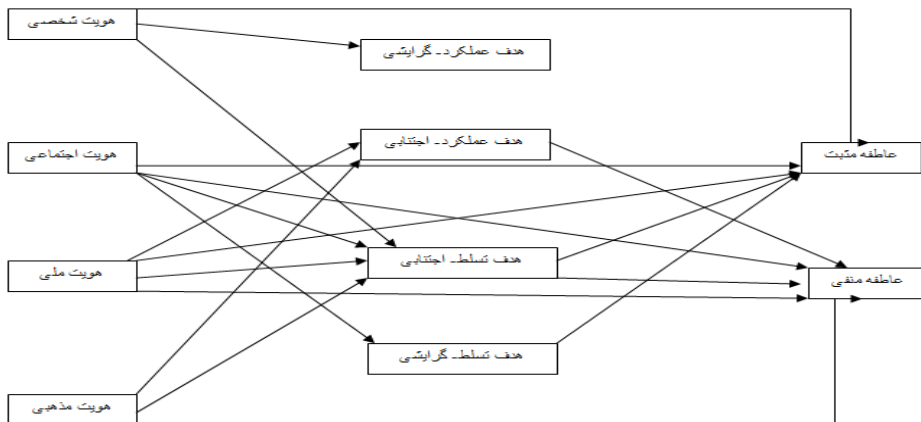 هویت شخصی
هدف عملکرد- گرایشی
هویت اجتماعی
هدف عملکرد- اجتنابی
عاطفه مثبت
هویت ملی
هدف تسلط- اجتنابی
عاطفه منفی
هدف تسلط- گرایشی
هویت مذهبی